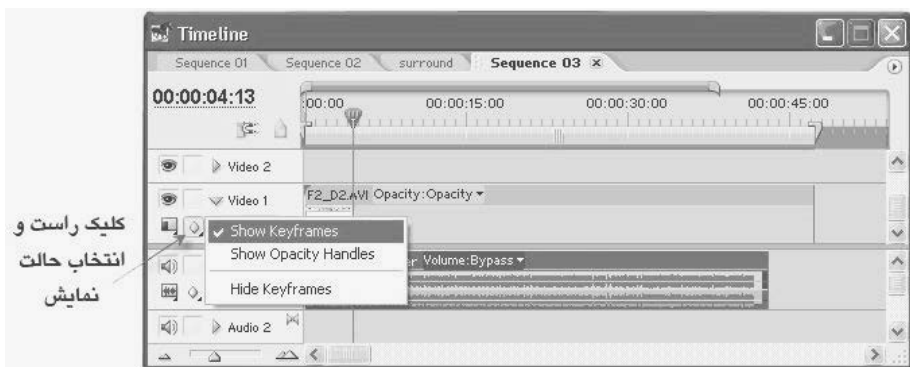 Timeline
Sequence 01 Sequence 02 surround Sequence 03 x
00:00:04:13
:00:00 00:00:15:00 00:00:30:00 00:00:45:00
Video 2
Video 1
F2_D2.AVI Opacity:Opacity
کلیک راست و
انتخاب حالت
نمایش
Show Keyframes
Show Opacity Handles
Hide Keyframes
Volume:Bypass
Audio 2